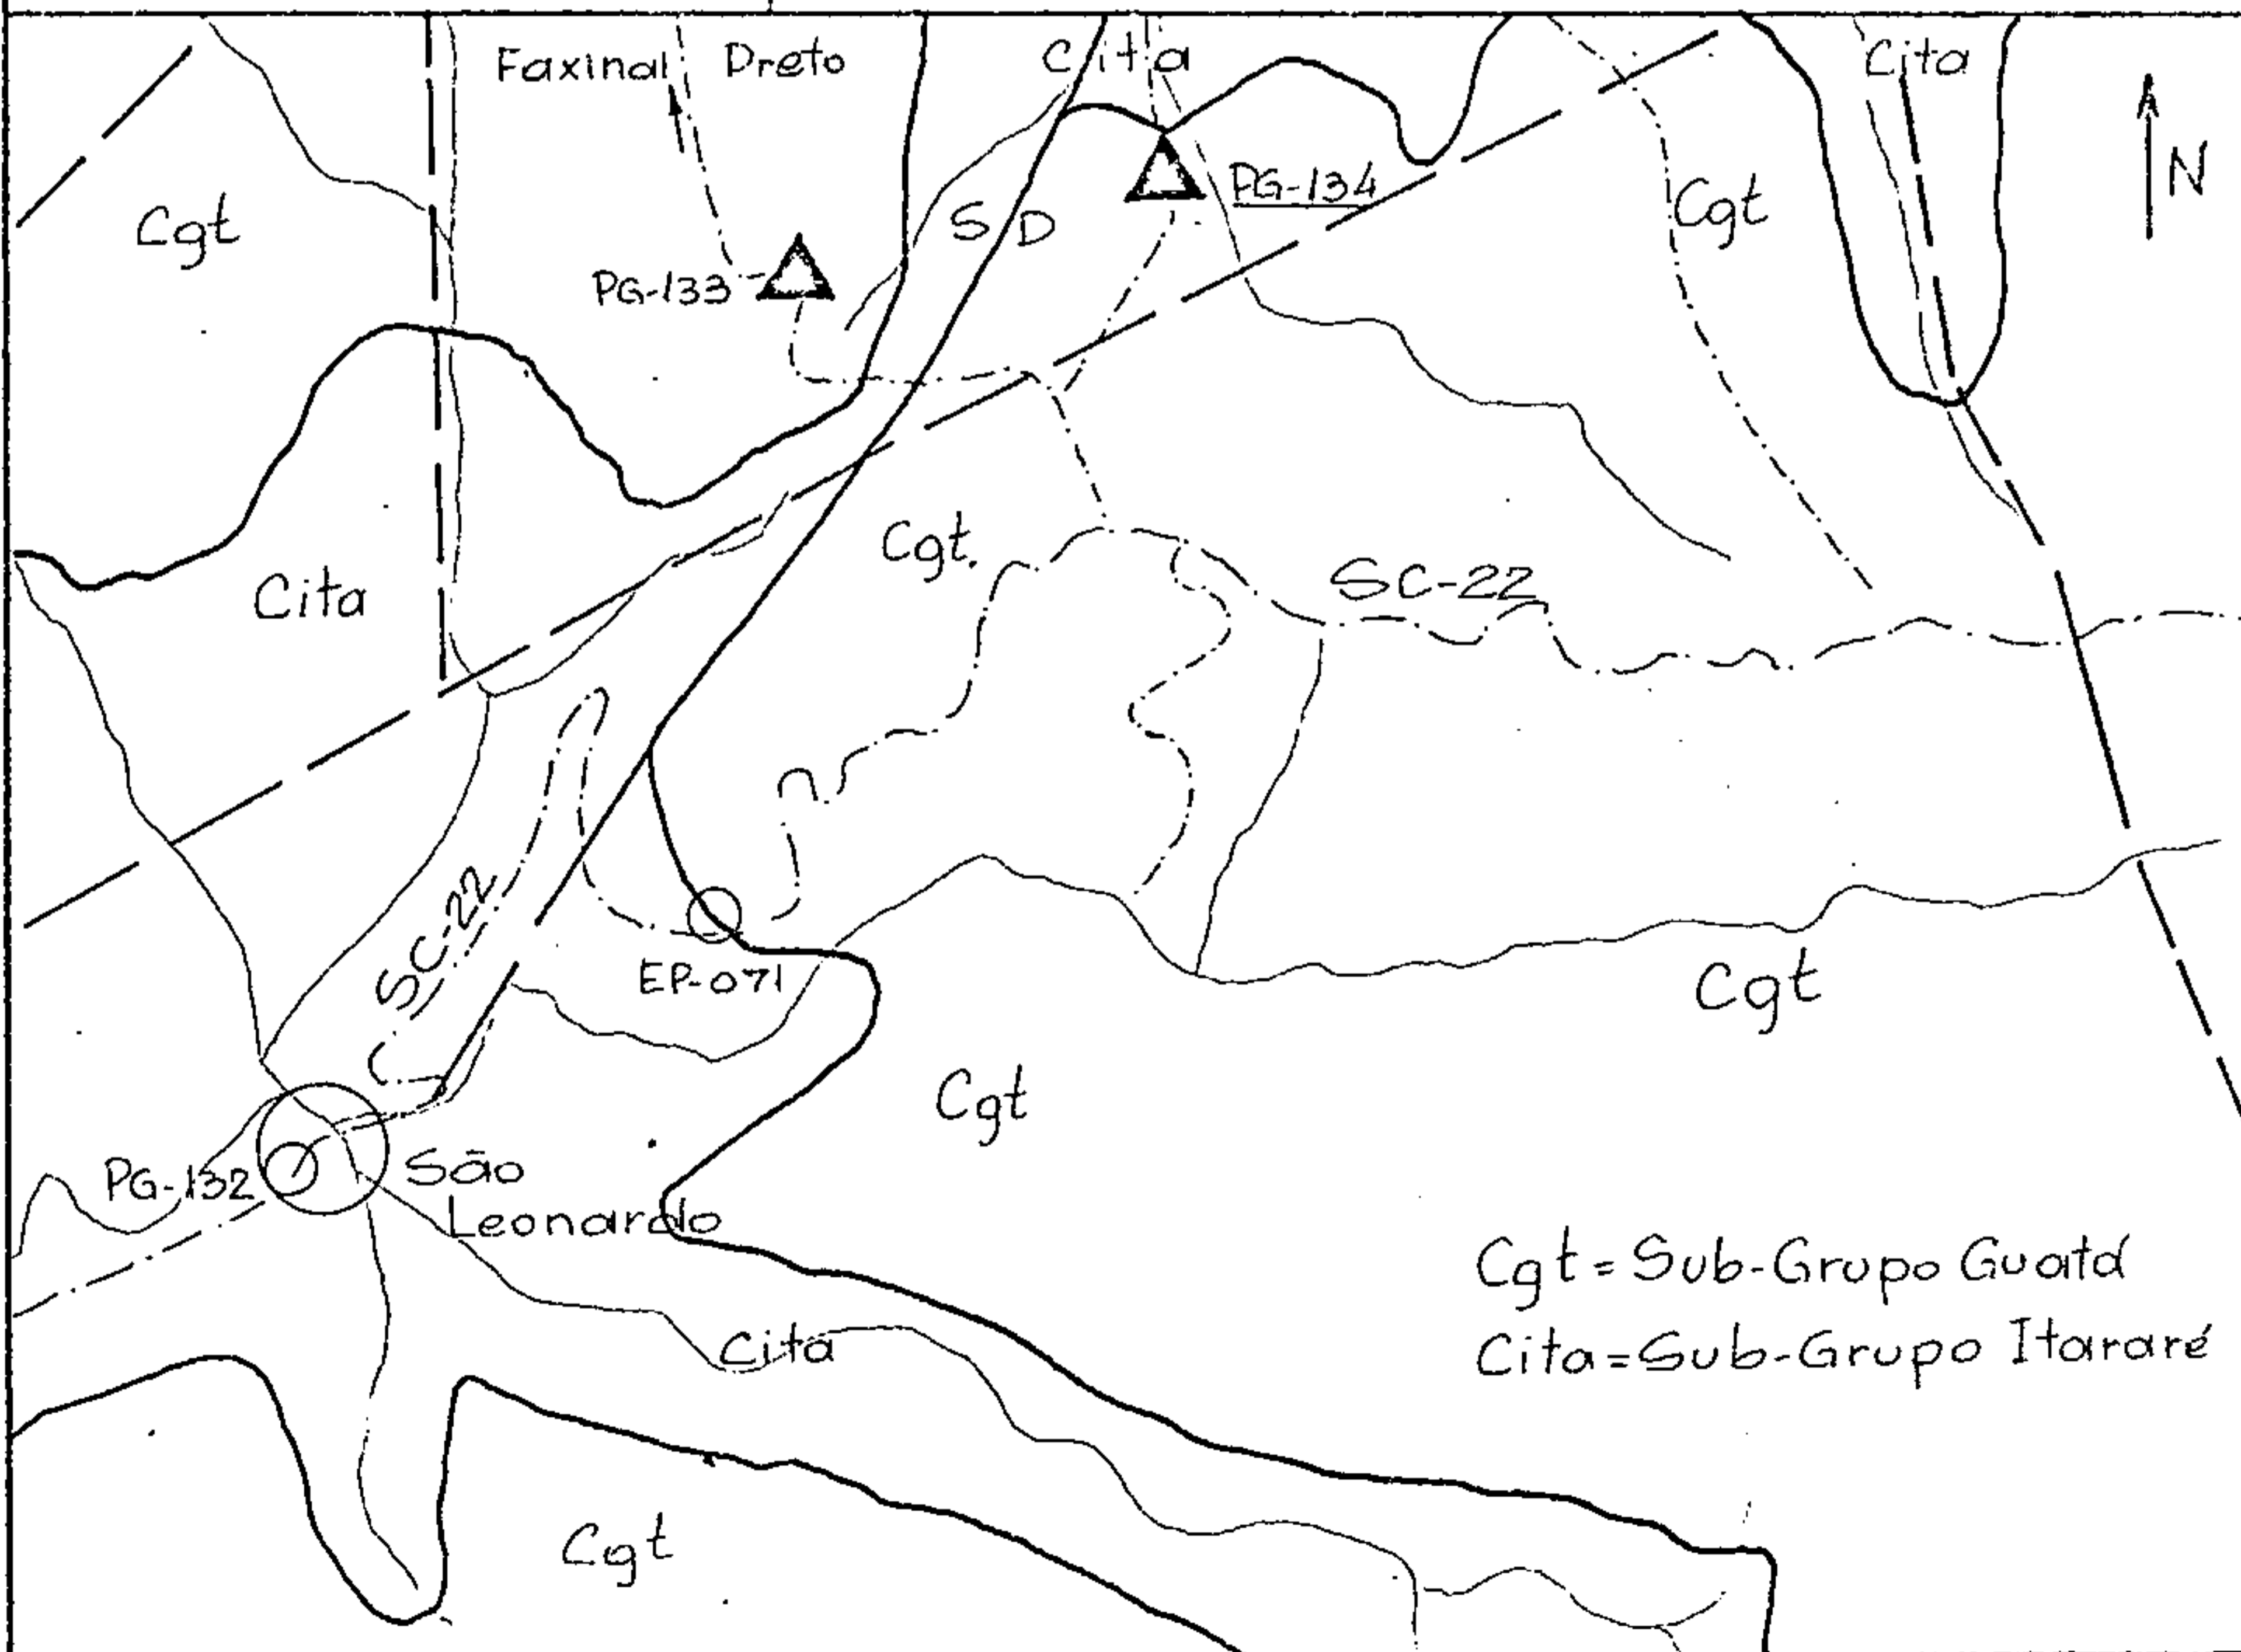 Faxinal Preto
Cita
Cita
N
PG-134
Cgt
Cgt
S D
PG-133
Cgt.
SC-22
Cita
SC-22
EP-071
Cgt
Cgt
PG-132
São
Leonardo
Cgt = Sub-Grupo Guatá
Cita = Sub-Grupo Itararé
Cita
Cgt